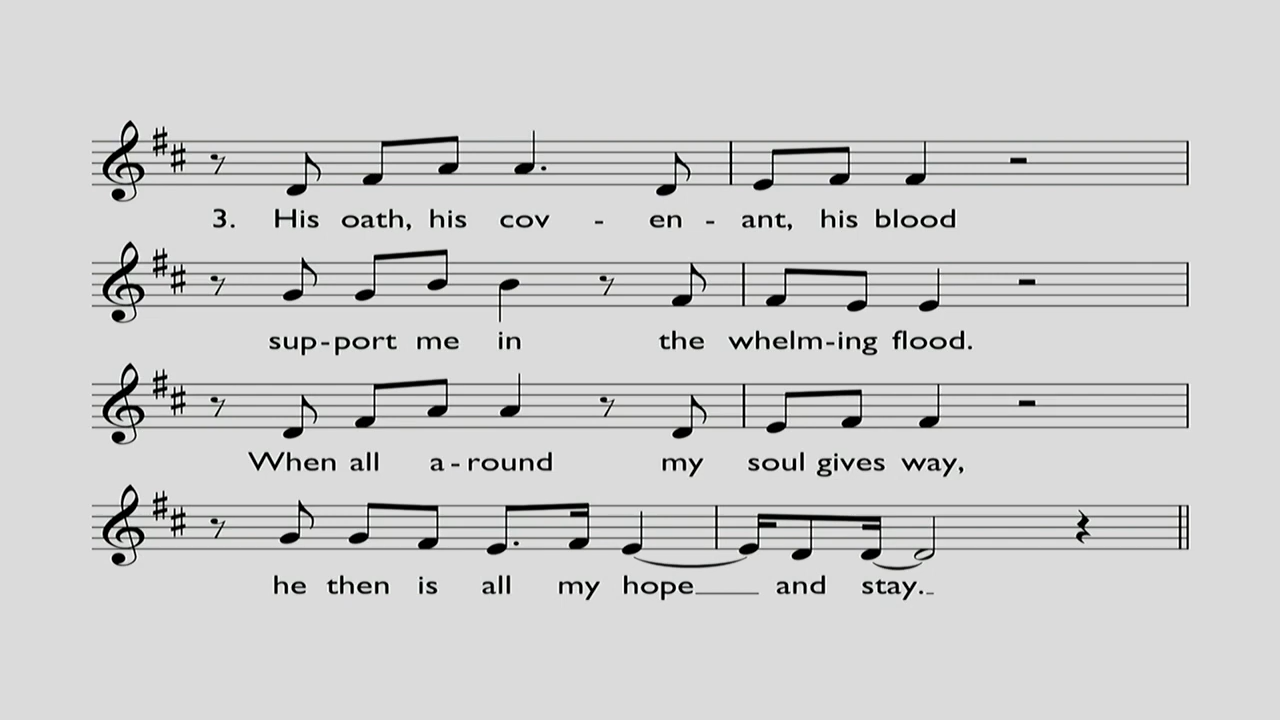 3. His oath, his cov - en - ant, his blood
sup-port me in the whelm-ing flood.
When all a-round my soul gives way,
he then is all my hope___ and stay._